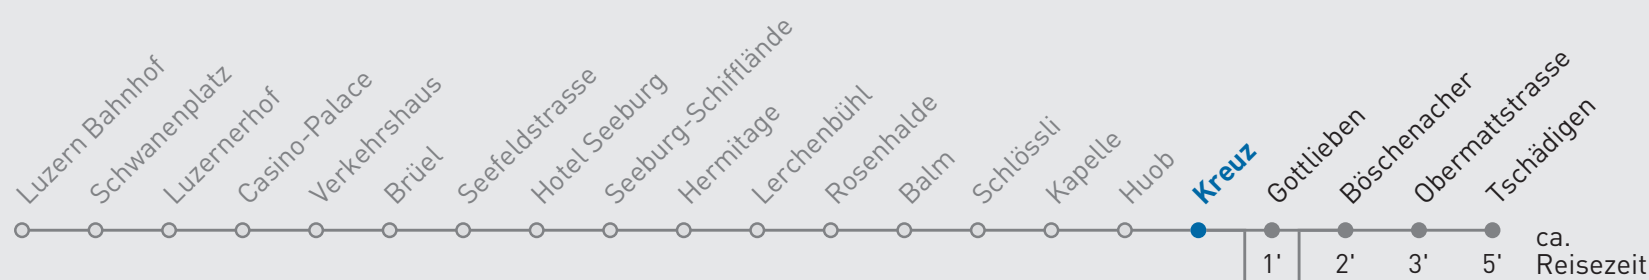 Luzern Bahnhof
Schwanenplatz
Luzernerhof
Casino-Palace
Verkehrshaus
Brüel
Seefeldstrasse
Hotel Seeburg
Seeburg-Schifflände
Hermitage
Lerchenbühl
Rosenhalde
Balm
Schlössli
Kapelle
Huob
Kreuz
Gottlieben
Böschenacher
Obermattstrasse
Tschädigen
ca.
1' 2' 3' 5' Reisezeit